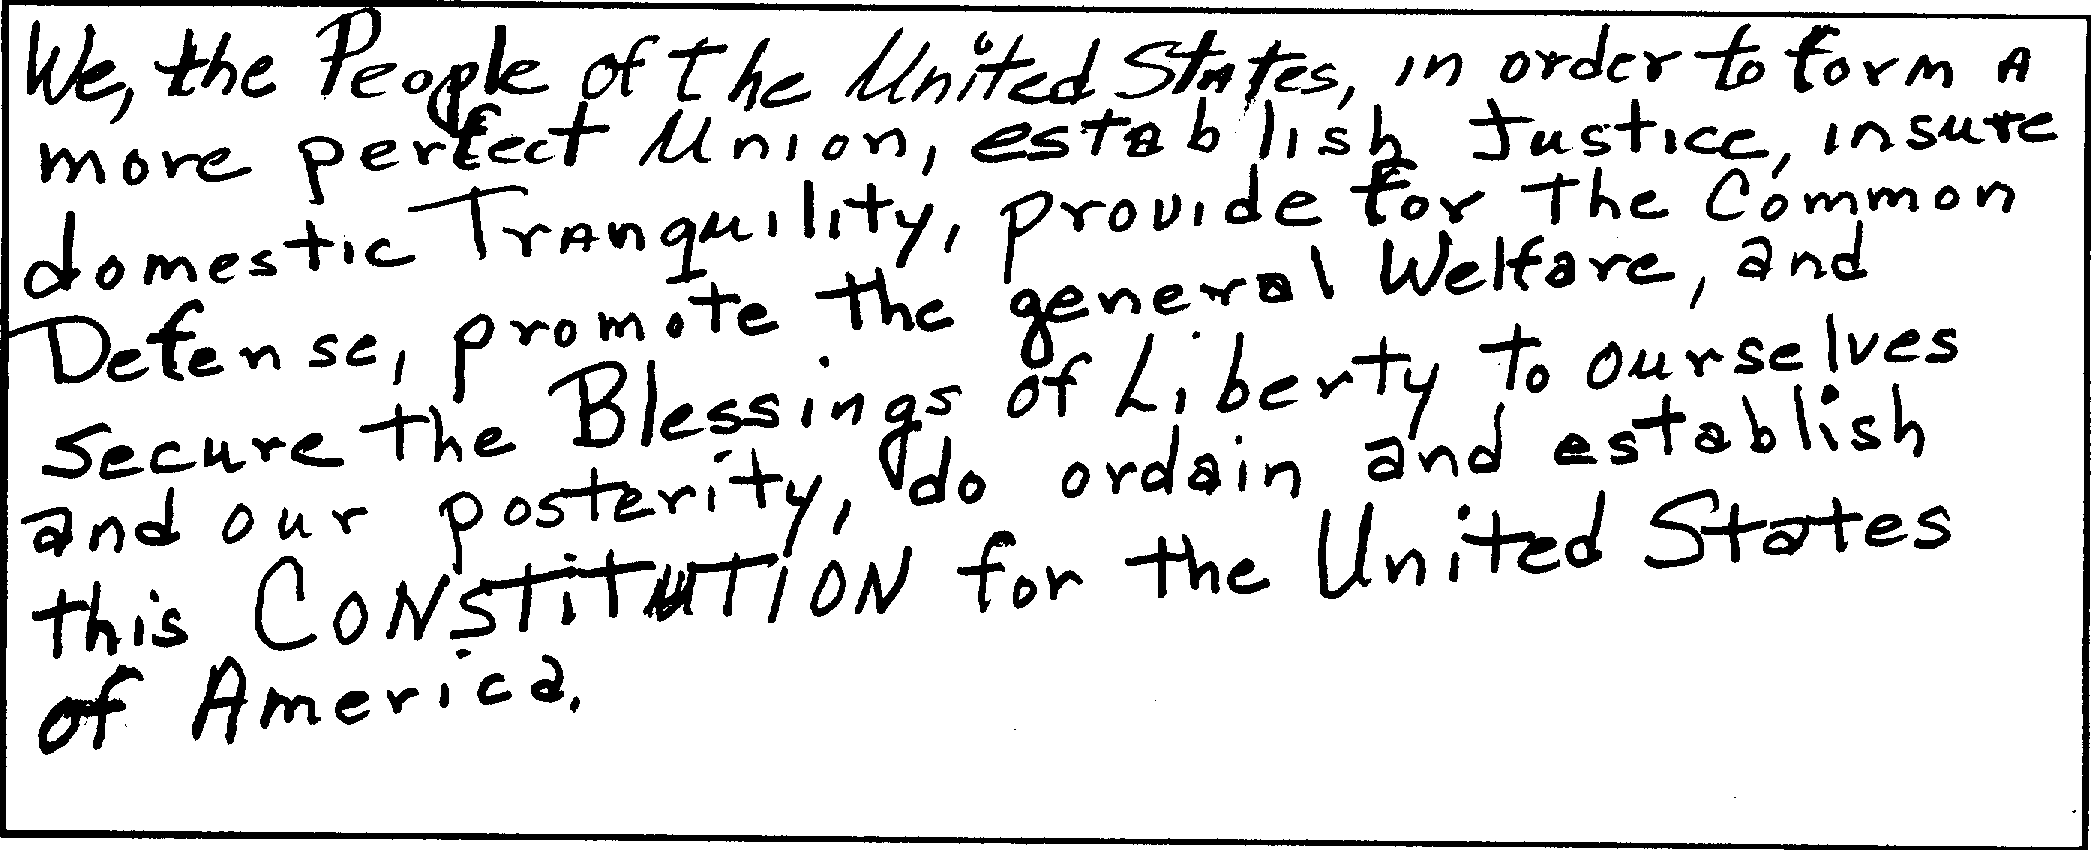 We, the People of the United States, in order to form A
more perfect Union, establish Justice, insure
domestic Tranquility, provide for the Common
Defense, promote the general Welfare, and
secure the Blessings of Liberty to ourselves
and our posterity, do ordain and establish
this CONSTITUTION for the United States
of America.